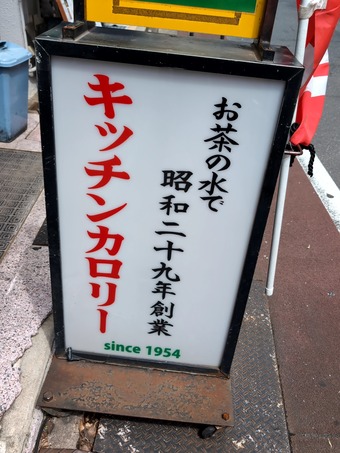 お茶の水で
昭和二十九年創業
キッチンカロリー
since 1954